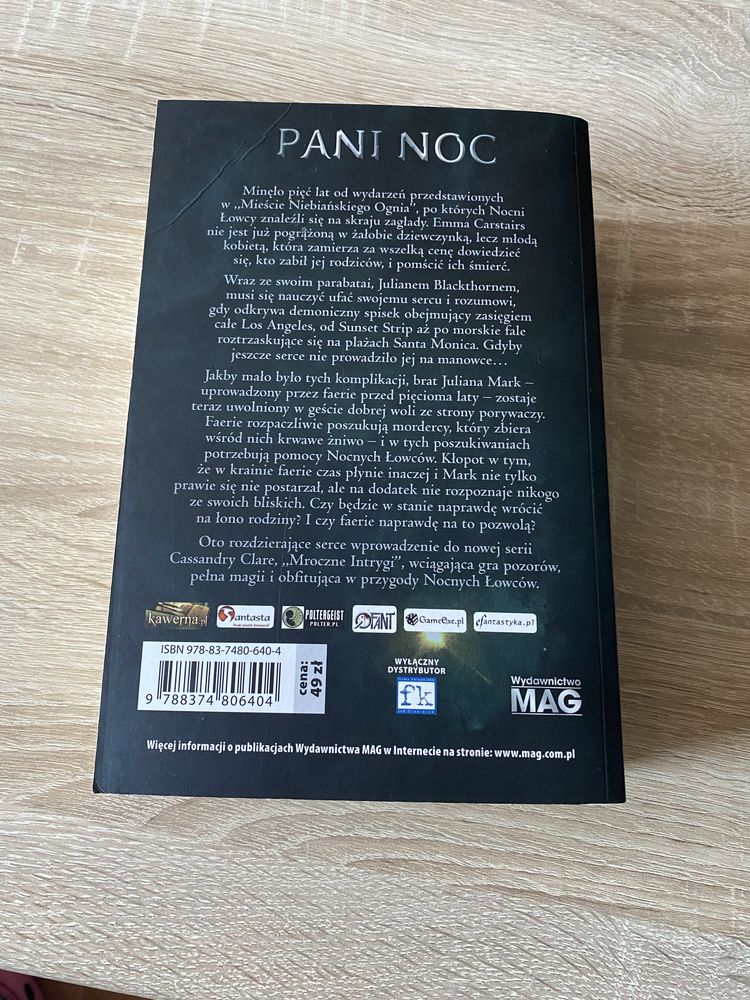 PANI NOC
Minęło pięć lat od wydarzeń przedstawionych
w „Mieście Niebiańskiego Ognia”, po których Nocni
Łowcy znaleźli się na skraju zagłady. Emma Carstairs
nie jest już pogrążoną w żałobie dziewczynką, lecz młodą
kobietą, która zamierza za wszelką cenę dowiedzieć
się, kto zabił jej rodziców, i pomścić ich śmierć.
Wraz ze swoim parabatai, Julianem Blackthornem,
musi się nauczyć ufać swojemu sercu i rozumowi,
gdy odkrywa demoniczny spisek obejmujący zasięgiem
całe Los Angeles, od Sunset Strip aż po morskie fale
roztrzaskujące się na plażach Santa Monica. Gdyby
jeszcze serce nie prowadziło jej na manowce…
Jakby mało było tych komplikacji, brat Juliana Mark –
uprowadzony przez faerie przed pięcioma laty – zostaje
teraz uwolniony w geście dobrej woli ze strony porywaczy.
Faerie rozpaczliwie poszukują mordercy, który zbiera
wśród nich krwawe żniwo – i w tych poszukiwaniach
potrzebują pomocy Nocnych Łowców. Kłopot w tym,
że w krainie faerie czas płynie inaczej i Mark nie tylko
prawie się nie postarzał, ale na dodatek nie rozpoznaje nikogo
ze swoich bliskich. Czy będzie w stanie naprawdę wrócić
na łono rodziny? I czy faerie naprawdę na to pozwolą?
Oto rozdzierające serce wprowadzenie do nowej serii
Cassandry Clare, „Mroczne Intrygi”, wciągająca gra pozorów,
pełna magii i obfitująca w przygody Nocnych Łowców.
kawerna.pl
Fantasta
POLTERGEIST
POLTER.PL
QFANT
GameExe.pl
efantastyka.pl
ISBN 978-83-7480-640-4
9 788374 806404
cena:
49 zł
WYŁĄCZNY
DYSTRYBUTOR
fk
Wydawnictwo
MAG
Więcej informacji o publikacjach Wydawnictwa MAG w Internecie na stronie: www.mag.com.pl